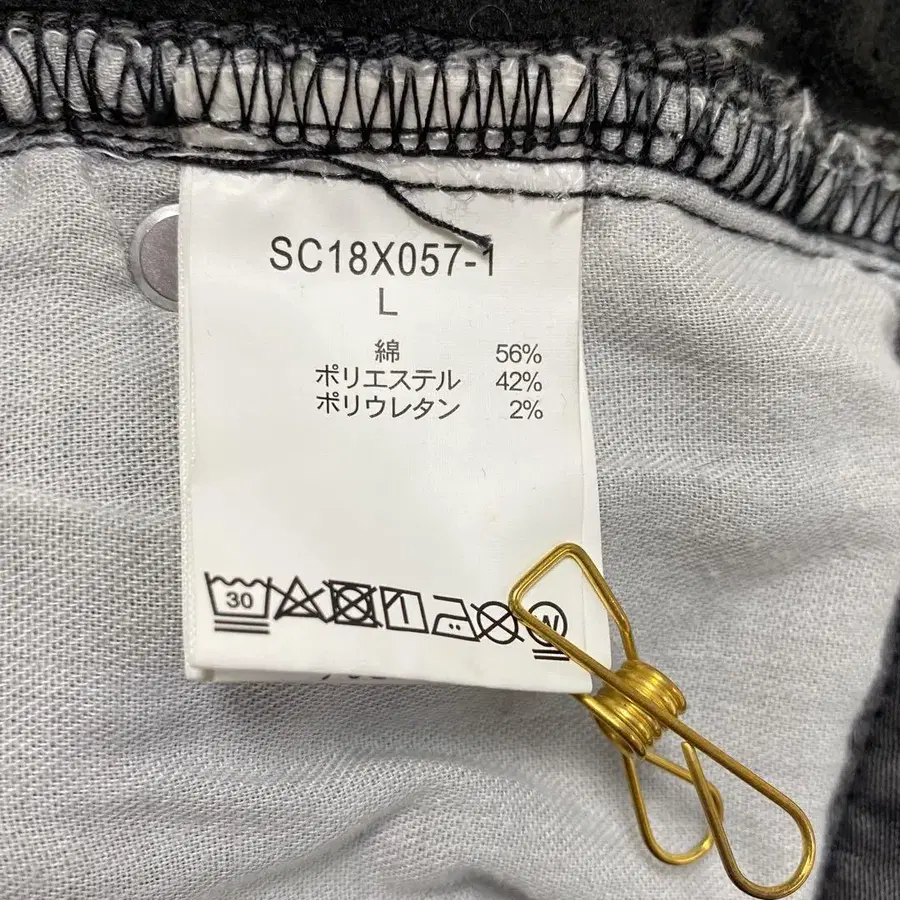 SC18X057-1
L
綿 56%
ポリエステル 42%
ポリウレタン 2%
30
W